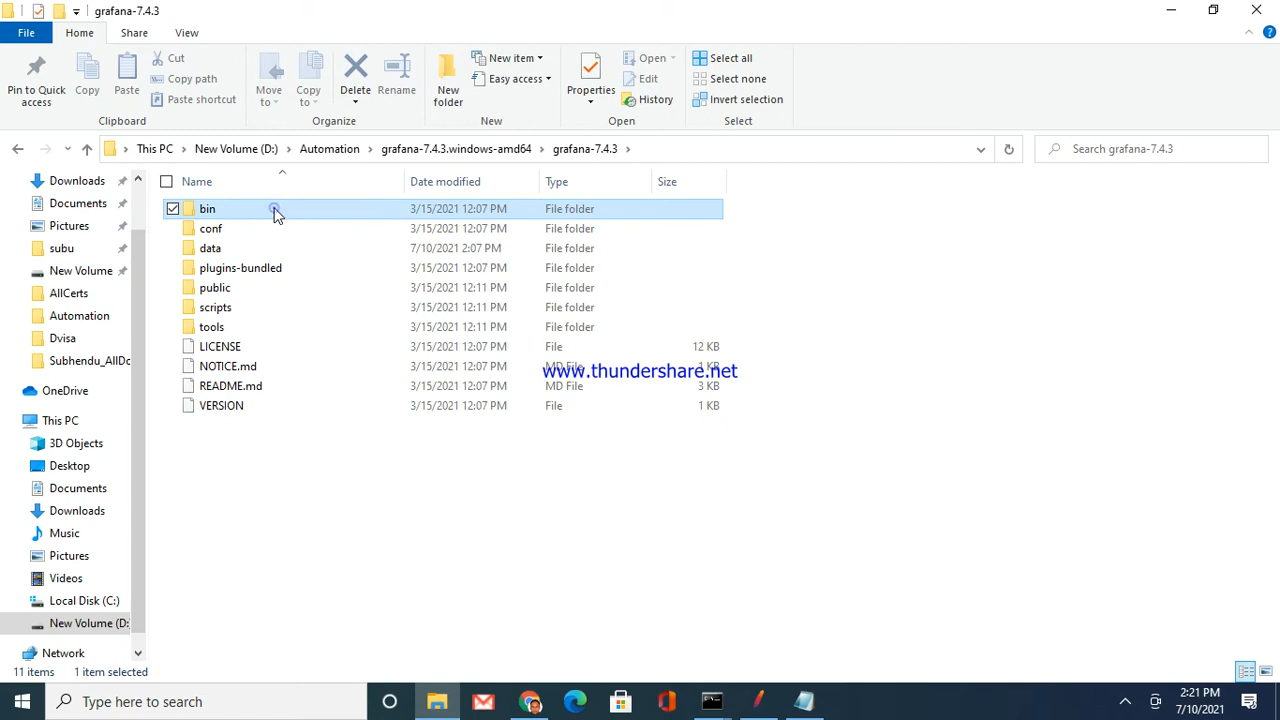 grafana-7.4.3
File Home Share View
Pin to Quick access
Copy
Paste
Cut
Copy path
Paste shortcut
Clipboard
Move to
Copy to
Delete
Rename
Organize
New folder
New item
Easy access
New
Properties
Open
Edit
History
Open
Select all
Select none
Invert selection
Select
This PC New Volume (D:) Automation grafana-7.4.3.windows-amd64 grafana-7.4.3
Search grafana-7.4.3
Downloads
Documents
Pictures
subu
New Volume
AllCerts
Automation
Dvisa
Subhendu_AllDo
OneDrive
This PC
3D Objects
Desktop
Documents
Downloads
Music
Pictures
Videos
Local Disk (C:)
New Volume (D:
Network
Name Date modified Type Size
bin 3/15/2021 12:07 PM File folder
conf 3/15/2021 12:07 PM File folder
data 7/10/2021 2:07 PM File folder
plugins-bundled 3/15/2021 12:07 PM File folder
public 3/15/2021 12:11 PM File folder
scripts 3/15/2021 12:11 PM File folder
tools 3/15/2021 12:11 PM File folder
LICENSE 3/15/2021 12:07 PM File 12 KB
NOTICE.md 3/15/2021 12:07 PM MD File 1 KB
www.thundershare.net
README.md 3/15/2021 12:07 PM MD File 3 KB
VERSION 3/15/2021 12:07 PM File 1 KB
11 items 1 item selected
Type here to search
2:21 PM
7/10/2021